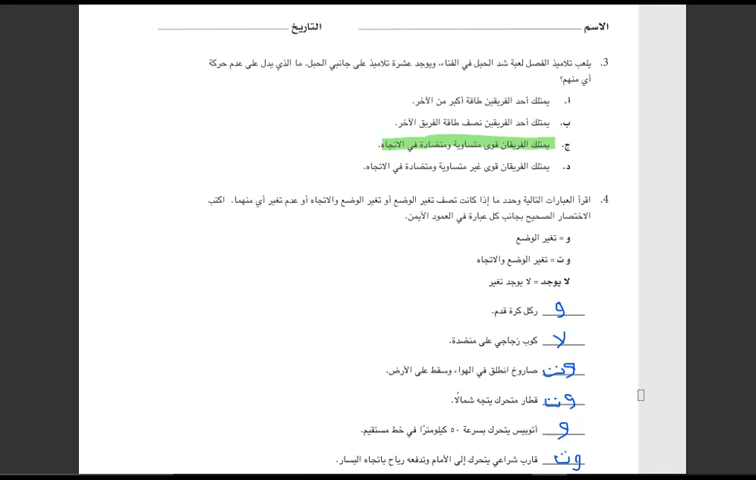 الاسم ــــــــــــــــــــ التاريخ ــــــــــــــــــــ
3. يلعب تلاميذ الفصل لعبة شد الحبل في الفناء، ويوجد عشرة تلاميذ على جانبي الحبل. ما الذي يدل على عدم حركة
أي منهم؟
ا. يمتلك أحد الفريقين طاقة أكبر من الآخر.
ب. يمتلك أحد الفريقين نصف طاقة الفريق الآخر.
ج. يمتلك الفريقان قوى متساوية ومتضادة في الاتجاه.
د. يمتلك الفريقان قوى غير متساوية ومتضادة في الاتجاه.
4. اقرأ العبارات التالية وحدد ما إذا كانت تصف تغير الوضع أو تغير الوضع والاتجاه أو عدم تغير أي منهما. اكتب
الاختصار الصحيح بجانب كل عبارة في العمود الأيمن.
و = تغير الوضع
و ت = تغير الوضع والاتجاه
لا يوجد = لا يوجد تغير
و ركل كرة قدم.
لا كوب زجاجي على منضدة.
وت صاروخ انطلق في الهواء وسقط على الأرض.
وت قطار متحرك يتجه شمالًا.
و أتوبيس يتحرك بسرعة ٥٠ كيلومترًا في خط مستقيم.
وت قارب شراعي يتحرك إلى الأمام وتدفعه رياح باتجاه اليسار.